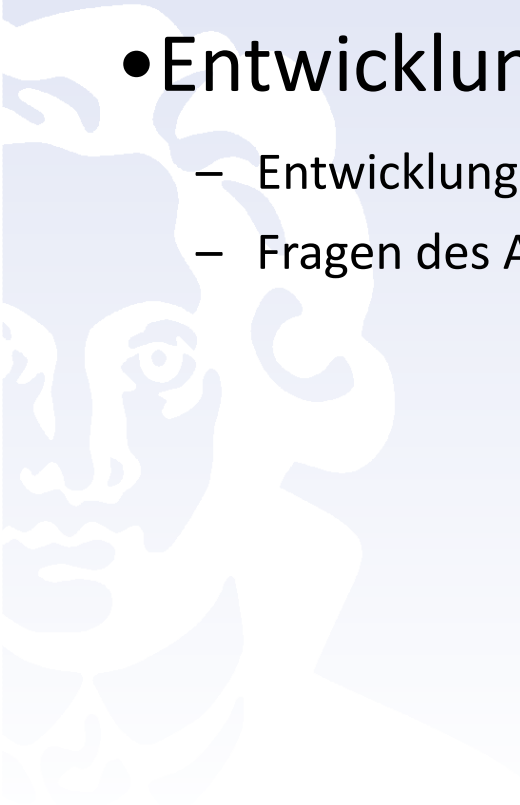 •Entwicklun
– Entwicklung
– Fragen des A